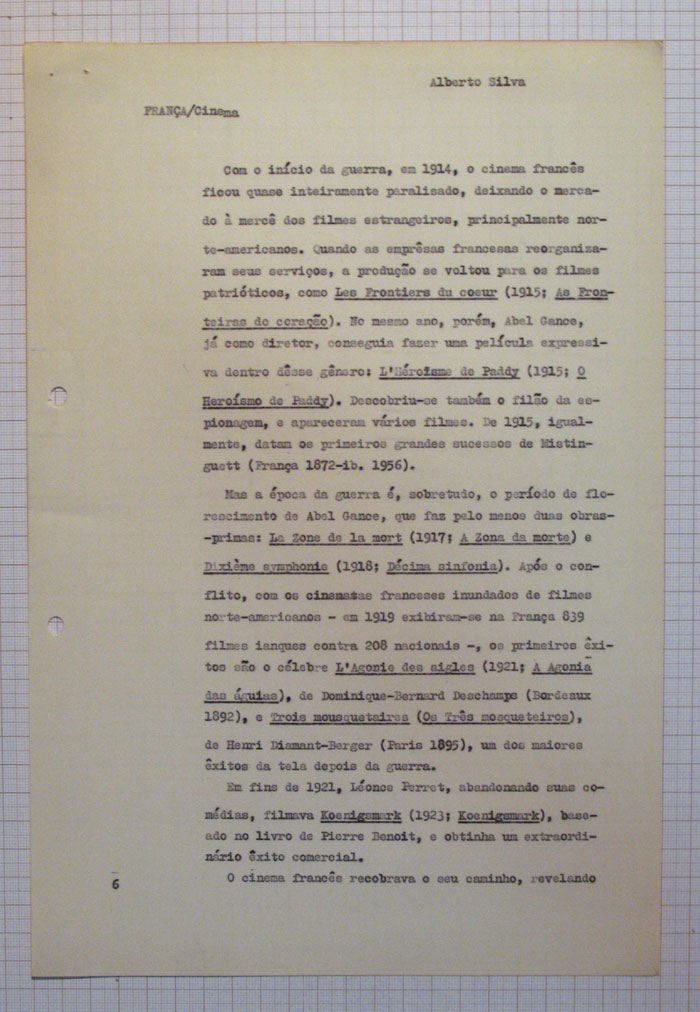 Alberto Silva
FRANÇA/Cinema
Com o início da guerra, em 1914, o cinema francês
ficou quase inteiramente paralisado, deixando o merca-
do à mercê dos filmes estrangeiros, principalmente nor-
te-americanos. Quando as emprêsas francesas reorganiza-
ram seus serviços, a produção se voltou para os filmes
patrióticos, como Les Frontiers du coeur (1915; As Fron-
teiras do coração). No mesmo ano, porém, Abel Gance,
já como diretor, conseguia fazer uma película expressi-
va dentro dêsse gênero: L'Héroïsme de Paddy (1915; O
Heroísmo de Paddy). Descobriu-se também o filão da es-
pionagem, e apareceram vários filmes. De 1915, igual-
mente, datam os primeiros grandes sucessos de Mistin-
guett (França 1872-ib. 1956).
Mas a época da guerra é, sobretudo, o período de flo-
rescimento de Abel Gance, que faz pelo menos duas obras-
-primas: La Zone de la mort (1917; A Zona da morte) e
Dixième symphonie (1918; Décima sinfonia). Após o con-
flito, com os cinematas franceses inundados de filmes
norte-americanos - em 1919 exibiram-se na França 839
filmes ianques contra 208 nacionais -, os primeiros êxi-
tos são o célebre L'Agonie des aigles (1921; A Agonia
das águias), de Dominique-Bernard Deschamps (Bordeaux
1892), e Trois mousquetaires (Os Três mosqueteiros),
de Henri Diamant-Berger (Paris 1895), um dos maiores
êxitos da tela depois da guerra.
Em fins de 1921, Léonce Perret, abandonando suas co-
médias, filmava Koenigsmark (1923; Koenigsmark), base-
ado no livro de Pierre Benoit, e obtinha um extraordi-
nário êxito comercial.
O cinema francês recobrava o seu caminho, revelando
6